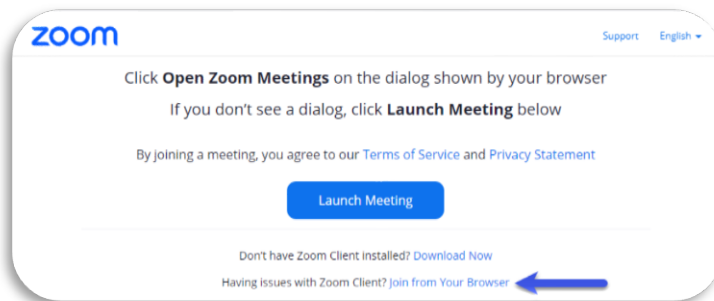 zoom
Support English
Click Open Zoom Meetings on the dialog shown by your browser
If you don't see a dialog, click Launch Meeting below
By joining a meeting, you agree to our Terms of Service and Privacy Statement
Launch Meeting
Don't have Zoom Client installed? Download Now
Having issues with Zoom Client? Join from Your Browser